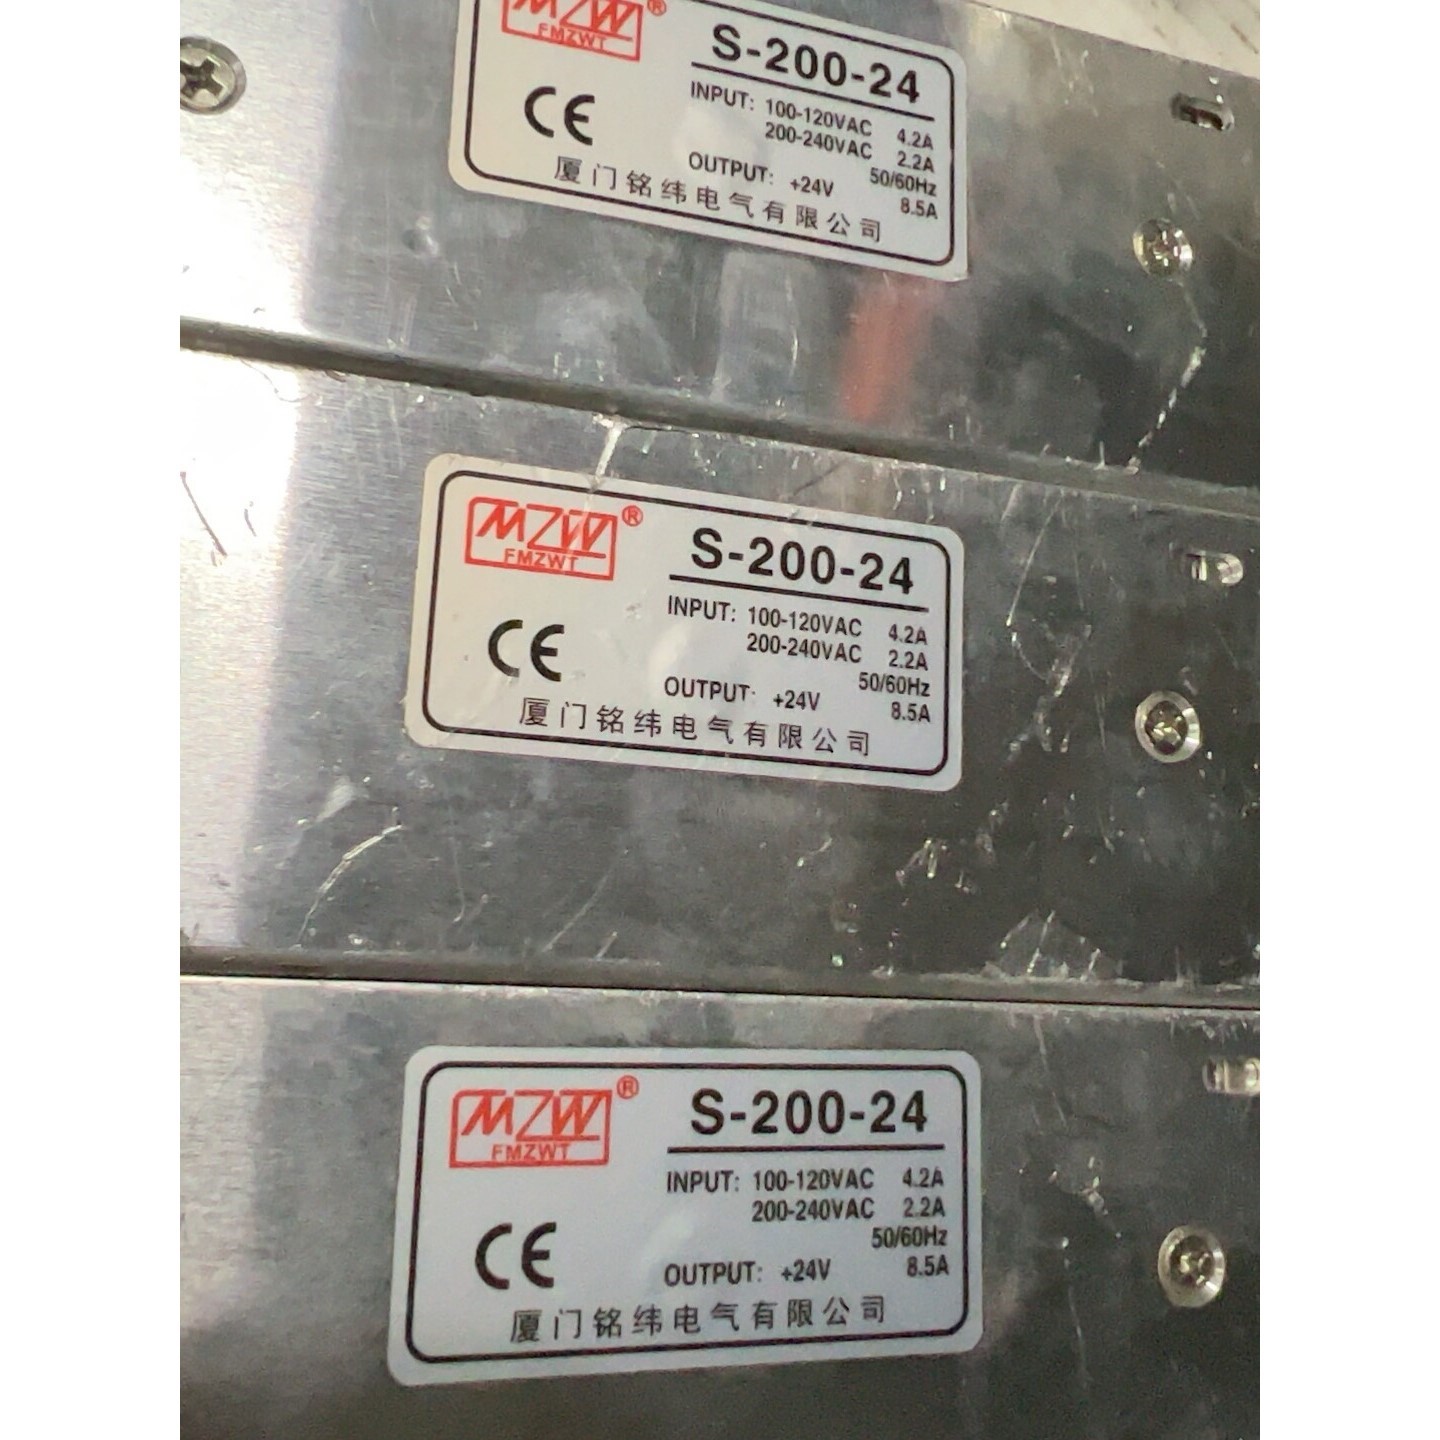 MZW®
FMZWT
S-200-24
CE
INPUT: 100-120VAC 4.2A
200-240VAC 2.2A
50/60Hz
OUTPUT: +24V 8.5A
厦门铭纬电气有限公司
MZW®
FMZWT
S-200-24
CE
INPUT: 100-120VAC 4.2A
200-240VAC 2.2A
50/60Hz
OUTPUT: +24V 8.5A
厦门铭纬电气有限公司
MZW®
FMZWT
S-200-24
CE
INPUT: 100-120VAC 4.2A
200-240VAC 2.2A
50/60Hz
OUTPUT: +24V 8.5A
厦门铭纬电气有限公司